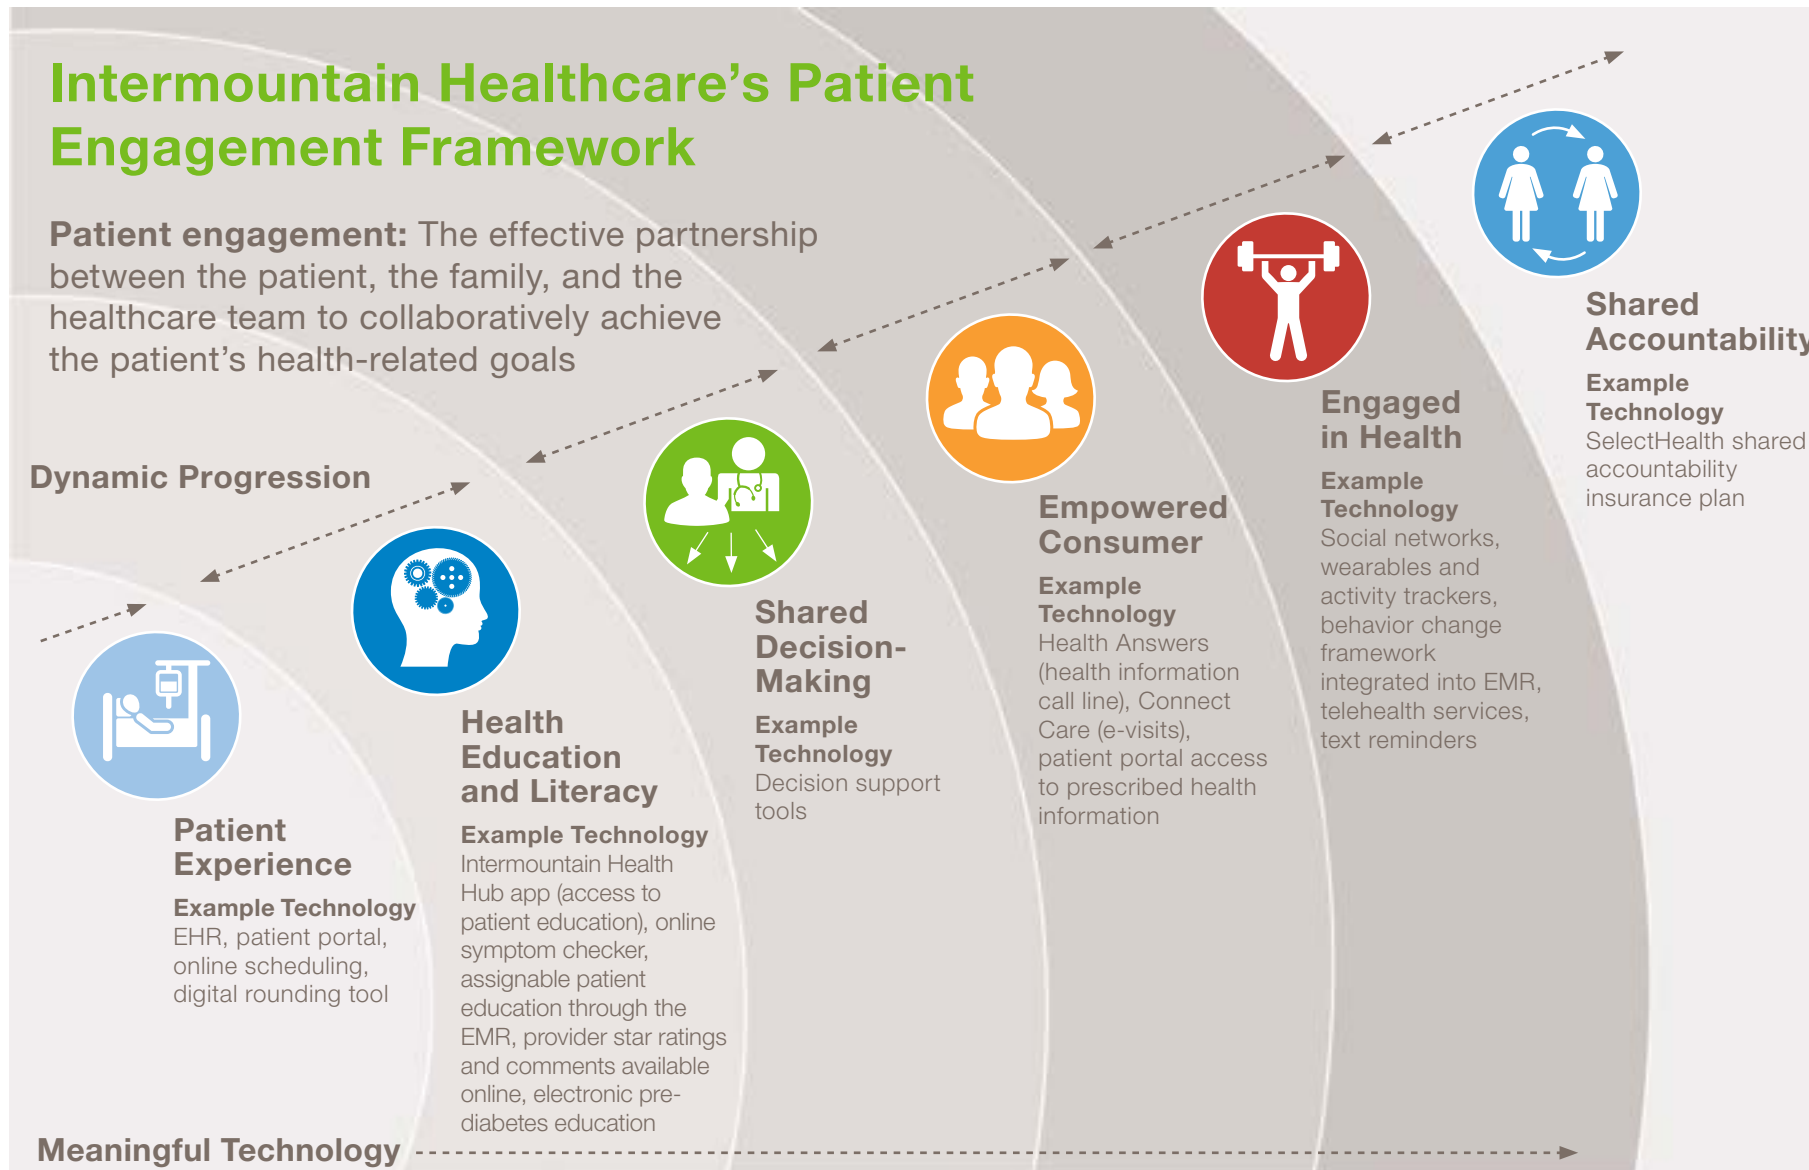 Intermountain Healthcare's Patient
Engagement Framework
Patient engagement: The effective partnership
between the patient, the family, and the
healthcare team to collaboratively achieve
the patient's health-related goals
Dynamic Progression
Patient
Experience
Example Technology
EHR, patient portal,
online scheduling,
digital rounding tool
Health
Education
and Literacy
Example Technology
Intermountain Health
Hub app (access to
patient education), online
symptom checker,
assignable patient
education through the
EMR, provider star ratings
and comments available
online, electronic pre-
diabetes education
Shared
Decision-
Making
Example
Technology
Decision support
tools
Empowered
Consumer
Example
Technology
Health Answers
(health information
call line), Connect
Care (e-visits),
patient portal access
to prescribed health
information
Engaged
in Health
Example
Technology
Social networks,
wearables and
activity trackers,
behavior change
framework
integrated into EMR,
telehealth services,
text reminders
Shared
Accountability
Example
Technology
SelectHealth shared
accountability
insurance plan
Meaningful Technology